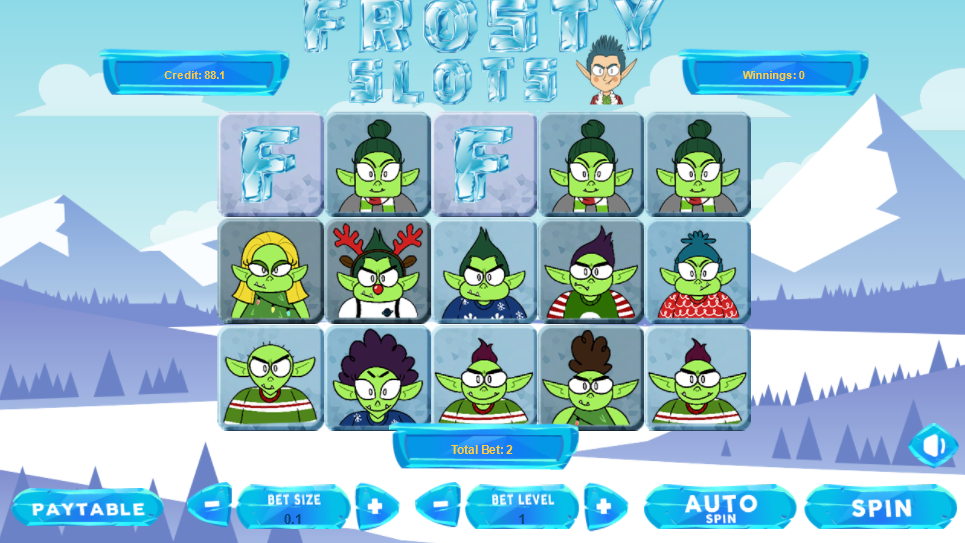 FROSTY
SLOTS
Credit: 88.1
Winnings: 0
F
F
Total Bet: 2
PAYTABLE
-
BET SIZE
0.1
+
-
BET LEVEL
1
+
AUTO
SPIN
SPIN